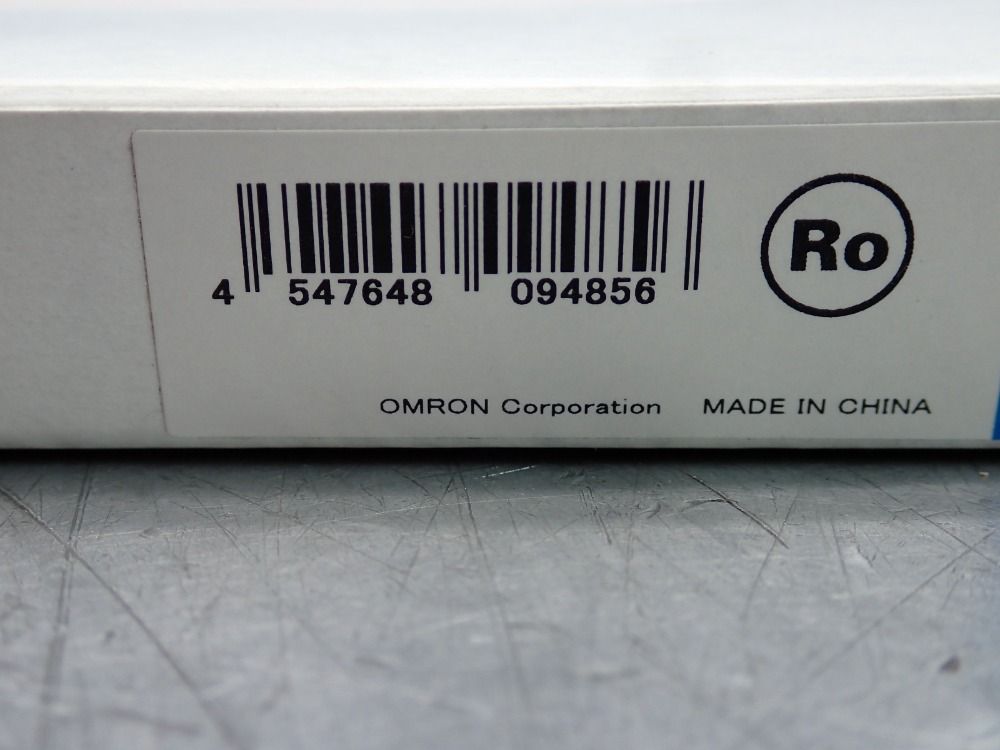 Ro
4 547648 094856
OMRON Corporation MADE IN CHINA